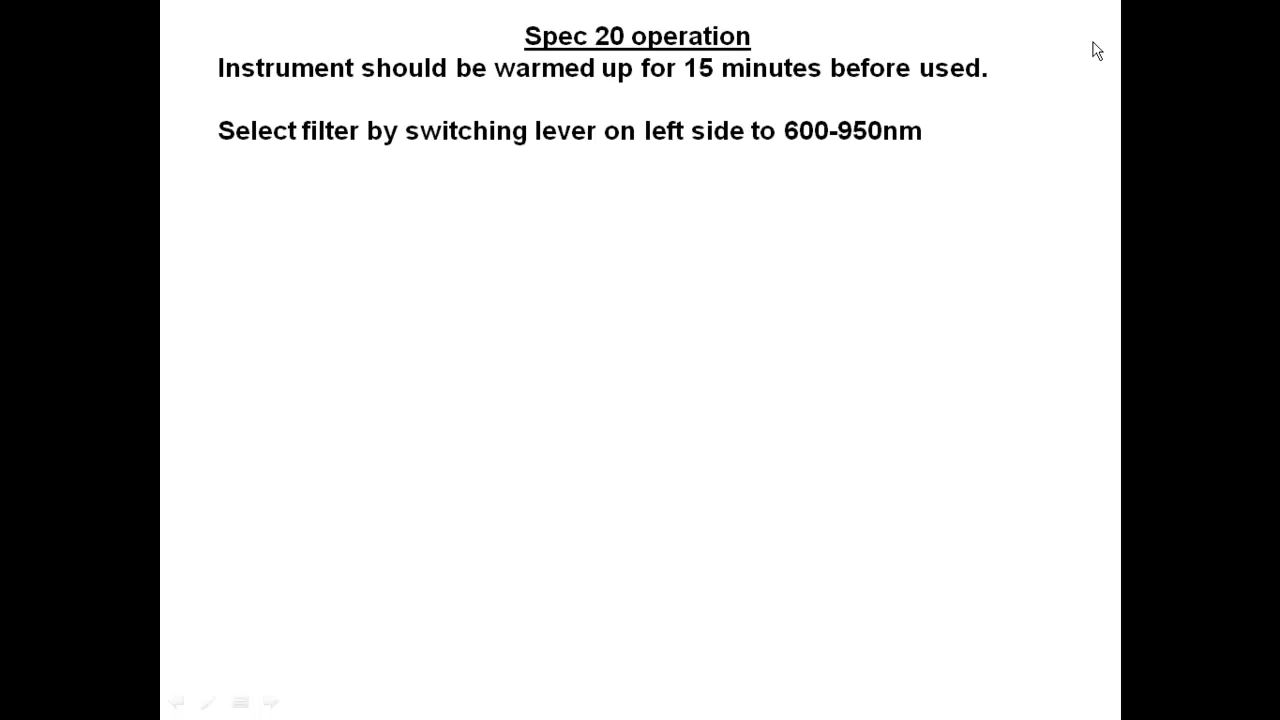 Spec 20 operation
Instrument should be warmed up for 15 minutes before used.
Select filter by switching lever on left side to 600-950nm